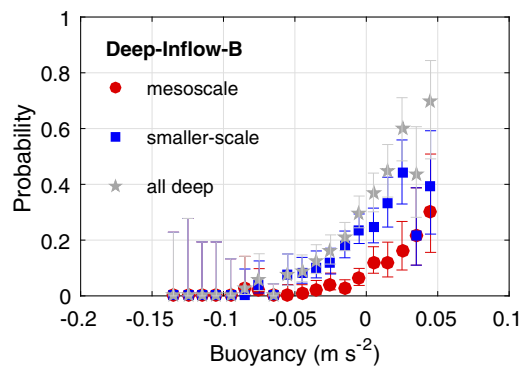 1
0.8
0.6
0.4
0.2
0
Probability
Deep-Inflow-B
mesoscale
smaller-scale
all deep
-0.2 -0.15 -0.1 -0.05 0 0.05 0.1
Buoyancy (m s⁻²)